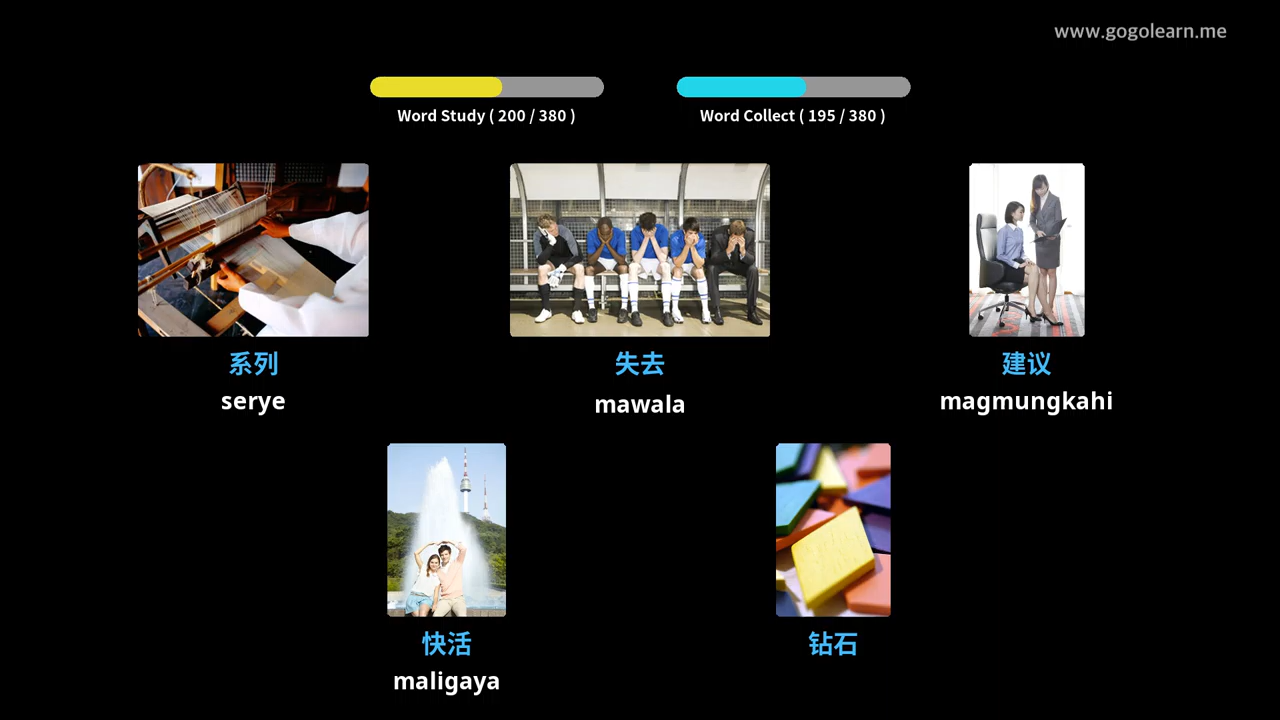 www.gogolearn.me
Word Study ( 200 / 380 )
Word Collect ( 195 / 380 )
系列
serye
失去
mawala
建议
magmungkahi
快活
maligaya
钻石